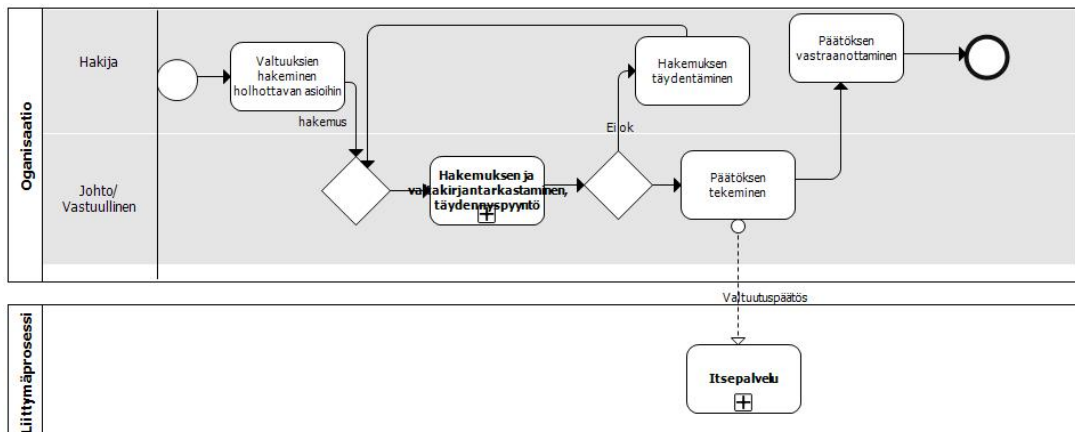 Oganisaatio
Hakija
Valtuuksien
hakeminen
holhottavan asioihin
hakemus
Hakemuksen
täydentäminen
Päätöksen
vastraanottaminen
Ei ok
Johto/
Vastuullinen
Hakemuksen ja
valtakirjantarkastaminen,
täydennyspyyntö
Päätöksen
tekeminen
Valtuutuspäätös
Liittymäprosessi
Itsepalvelu